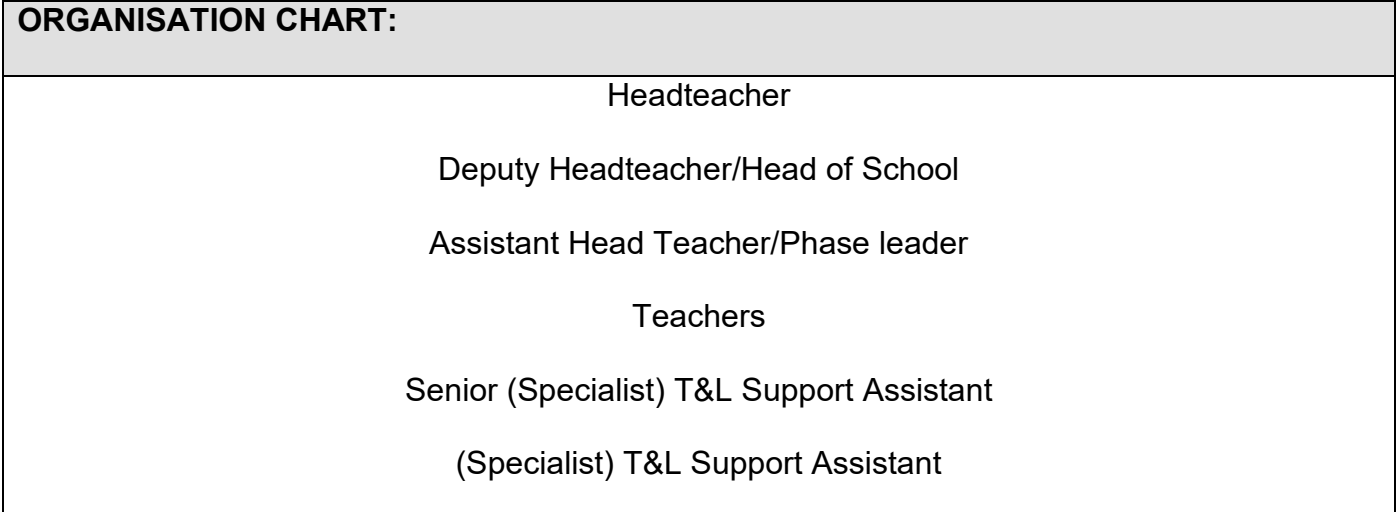 ORGANISATION CHART:
Headteacher
Deputy Headteacher/Head of School
Assistant Head Teacher/Phase leader
Teachers
Senior (Specialist) T&L Support Assistant
(Specialist) T&L Support Assistant